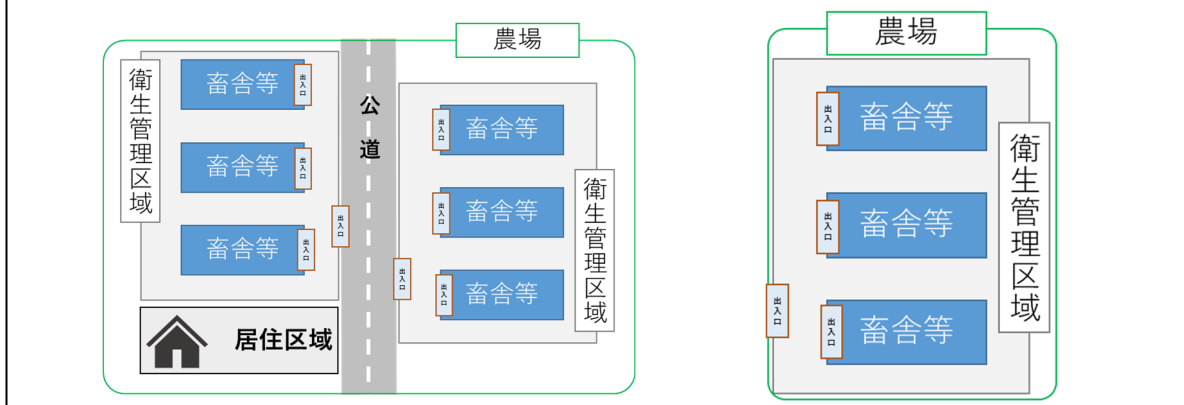 農場
衛生管理区域
畜舎等
出入口
畜舎等
出入口
畜舎等
出入口
出入口
居住区域
公道
出入口
畜舎等
出入口
畜舎等
出入口
畜舎等
出入口
衛生管理区域
農場
出入口
畜舎等
出入口
畜舎等
出入口
畜舎等
出入口
衛生管理区域